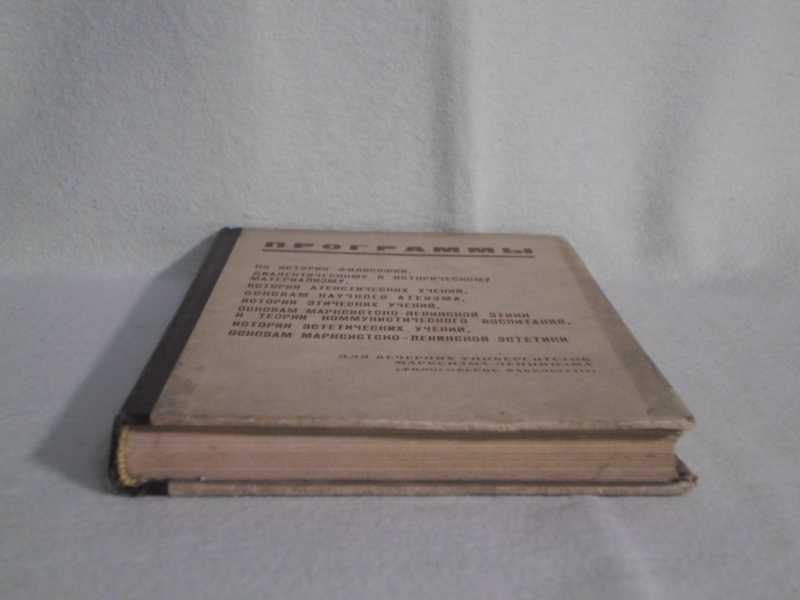 ПРОГРАММЫ
ПО ИСТОРИИ ФИЛОСОФИИ,
ДИАЛЕКТИЧЕСКОМУ И ИСТОРИЧЕСКОМУ
МАТЕРИАЛИЗМУ,
ИСТОРИИ АТЕИСТИЧЕСКИХ УЧЕНИЙ,
ОСНОВАМ НАУЧНОГО АТЕИЗМА,
ИСТОРИИ ЭТИЧЕСКИХ УЧЕНИЙ,
ОСНОВАМ МАРКСИСТСКО-ЛЕНИНСКОЙ ЭТИКИ
И ТЕОРИИ КОММУНИСТИЧЕСКОГО ВОСПИТАНИЯ,
ИСТОРИИ ЭСТЕТИЧЕСКИХ УЧЕНИЙ,
ОСНОВАМ МАРКСИСТСКО-ЛЕНИНСКОЙ ЭСТЕТИКИ
ДЛЯ ВЕЧЕРНИХ УНИВЕРСИТЕТОВ
МАРКСИЗМА-ЛЕНИНИЗМА
(ФИЛОСОФСКИЕ ФАКУЛЬТЕТЫ)